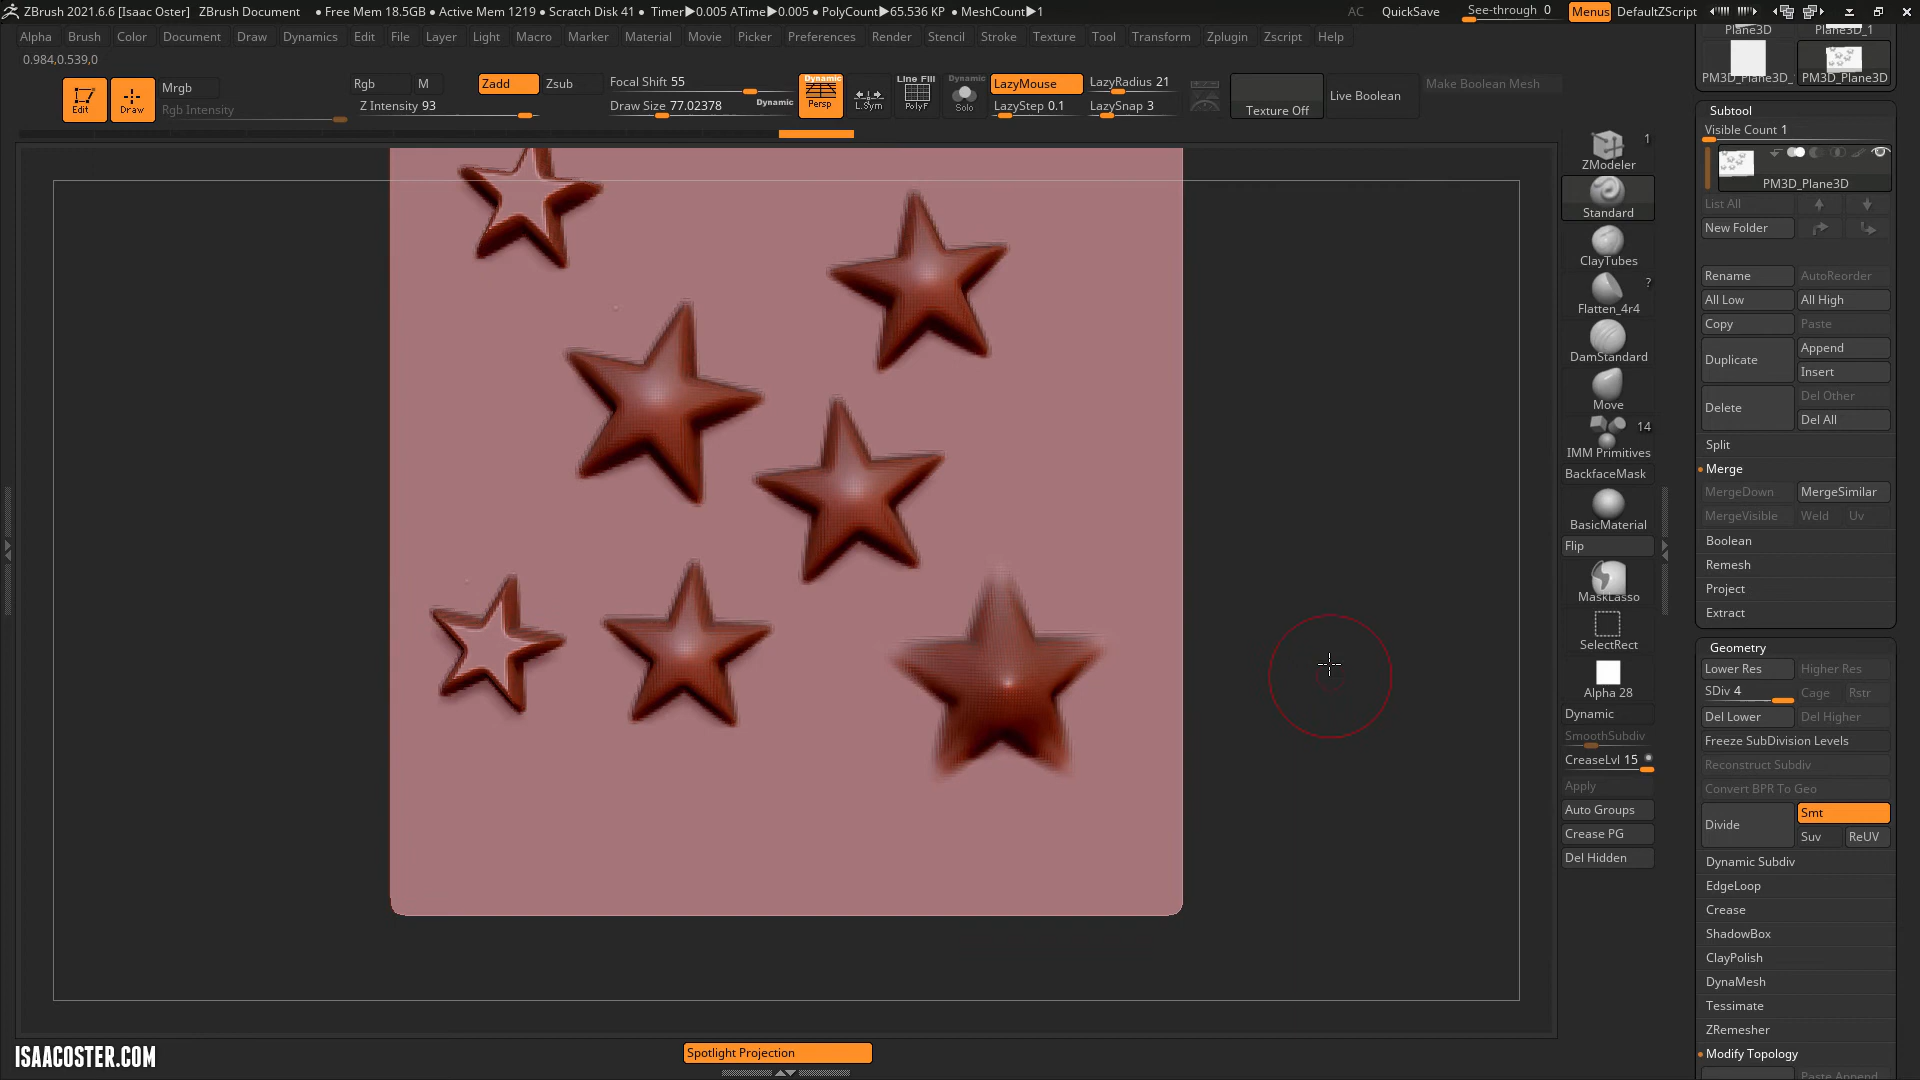 ZBrush 2021.6.6 [Isaac Oster] ZBrush Document • Free Mem 18.5GB • Active Mem 1219 • Scratch Disk 41 • Timer▶0.005 ATime▶0.005 • PolyCount▶65.536 KP • MeshCount▶1 AC QuickSave See-through 0 Menus DefaultZScript
Alpha Brush Color Document Draw Dynamics Edit File Layer Light Macro Marker Material Movie Picker Preferences Render Stencil Stroke Texture Tool Transform Zplugin Zscript Help
0.984,0.539,0
Edit
Draw
Mrgb
Rgb Intensity
Rgb M
Z Intensity 93
Zadd Zsub
Focal Shift 55
Draw Size 77.02378 Dynamic
Dynamic
Persp
L.Sym
Line Fill
PolyF
Dynamic
Solo
LazyMouse
LazyStep 0.1
LazyRadius 21
LazySnap 3
Texture Off
Live Boolean
Make Boolean Mesh
1
ZModeler
Standard
ClayTubes
?
Flatten_4r4
DamStandard
Move
14
IMM Primitives
BackfaceMask
BasicMaterial
Flip
MaskLasso
SelectRect
Alpha 28
Dynamic
SmoothSubdiv
CreaseLvl 15
Apply
Auto Groups
Crease PG
Del Hidden
Plane3D Plane3D_1
PM3D_Plane3D_ PM3D_Plane3D
Subtool
Visible Count 1
PM3D_Plane3D
List All
New Folder
Rename AutoReorder
All Low All High
Copy Paste
Duplicate
Append
Insert
Delete
Del Other
Del All
Split
Merge
MergeDown MergeSimilar
MergeVisible Weld Uv
Boolean
Remesh
Project
Extract
Geometry
Lower Res Higher Res
SDiv 4 Cage Rstr
Del Lower Del Higher
Freeze SubDivision Levels
Reconstruct Subdiv
Convert BPR To Geo
Divide
Smt
Suv ReUV
Dynamic Subdiv
EdgeLoop
Crease
ShadowBox
ClayPolish
DynaMesh
Tessimate
ZRemesher
Modify Topology
Paste Append
Spotlight Projection
ISAACOSTER.COM